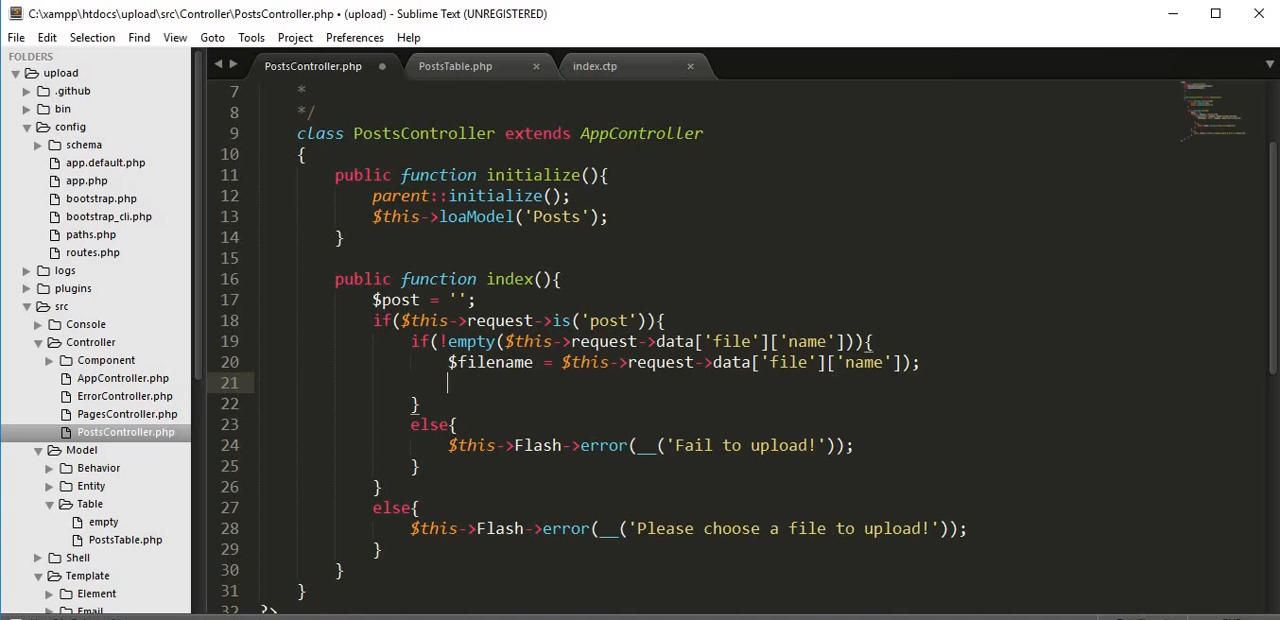 C:\xampp\htdocs\upload\src\Controller\PostsController.php • (upload) - Sublime Text (UNREGISTERED)
File Edit Selection Find View Goto Tools Project Preferences Help
FOLDERS
upload
.github
bin
config
schema
app.default.php
app.php
bootstrap.php
bootstrap_cli.php
paths.php
routes.php
logs
plugins
src
Console
Controller
Component
AppController.php
ErrorController.php
PagesController.php
PostsController.php
Model
Behavior
Entity
Table
empty
PostsTable.php
Shell
Template
Element
Email
PostsController.php PostsTable.php index.ctp
7 *
8 */
9 class PostsController extends AppController
10 {
11 public function initialize(){
12 parent::initialize();
13 $this->loaModel('Posts');
14 }
15
16 public function index(){
17 $post = '';
18 if($this->request->is('post')){
19 if(!empty($this->request->data['file']['name'])){
20 $filename = $this->request->data['file']['name']);
21
22 }
23 else{
24 $this->Flash->error(__('Fail to upload!'));
25 }
26 }
27 else{
28 $this->Flash->error(__('Please choose a file to upload!'));
29 }
30 }
31 }
32 ?>